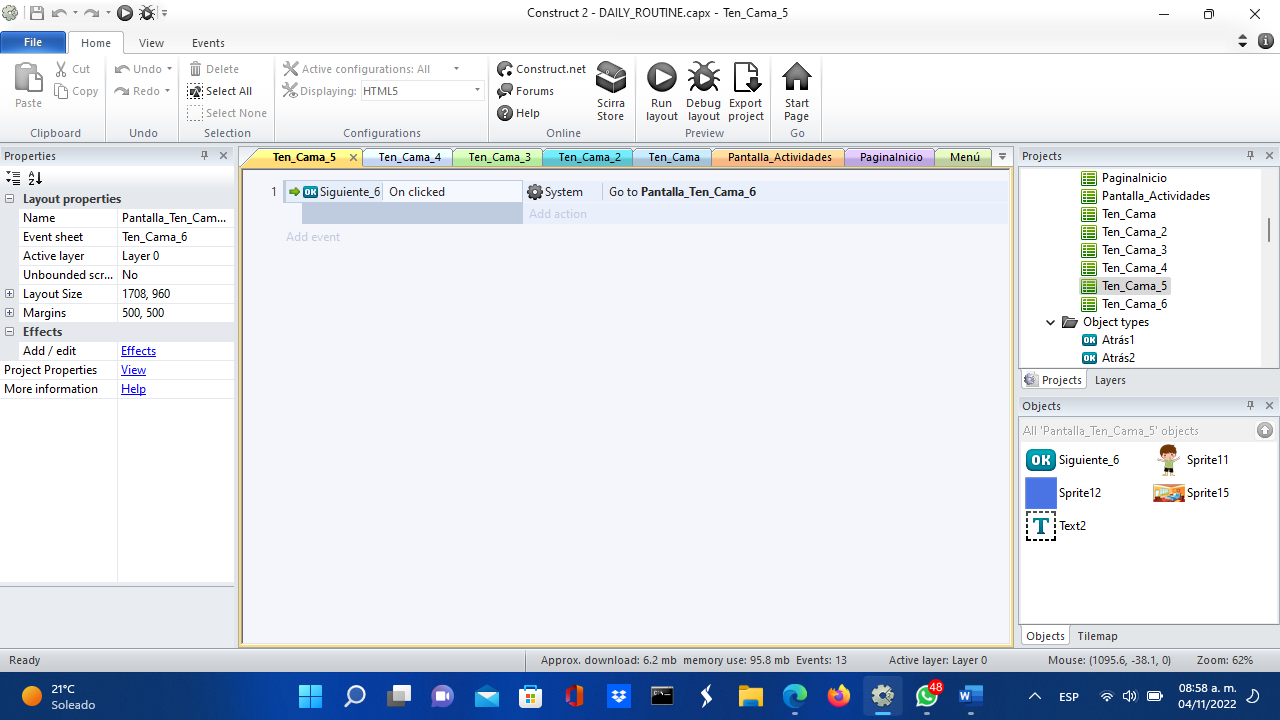 Construct 2 - DAILY_ROUTINE.capx - Ten_Cama_5
File Home View Events
Paste
Cut
Copy
Clipboard
Undo
Redo
Undo
Delete
Select All
Select None
Selection
Active configurations: All
Displaying: HTML5
Configurations
Construct.net
Forums
Help
Scirra Store
Online
Run layout
Debug layout
Export project
Preview
Start Page
Go
Properties
Layout properties
Name Pantalla_Ten_Cam...
Event sheet Ten_Cama_6
Active layer Layer 0
Unbounded scr... No
Layout Size 1708, 960
Margins 500, 500
Effects
Add / edit Effects
Project Properties View
More information Help
Ten_Cama_5 Ten_Cama_4 Ten_Cama_3 Ten_Cama_2 Ten_Cama Pantalla_Actividades PaginaInicio Menú
1 OK Siguiente_6 On clicked System Go to Pantalla_Ten_Cama_6
Add action
Add event
Projects
PaginaInicio
Pantalla_Actividades
Ten_Cama
Ten_Cama_2
Ten_Cama_3
Ten_Cama_4
Ten_Cama_5
Ten_Cama_6
Object types
OK Atrás1
OK Atrás2
Projects Layers
Objects
All 'Pantalla_Ten_Cama_5' objects
OK Siguiente_6 Sprite11
Sprite12 Sprite15
T Text2
Objects Tilemap
Ready Approx. download: 6.2 mb memory use: 95.8 mb Events: 13 Active layer: Layer 0 Mouse: (1095.6, -38.1, 0) Zoom: 62%
21°C
Soleado
48
ESP
08:58 a. m.
04/11/2022